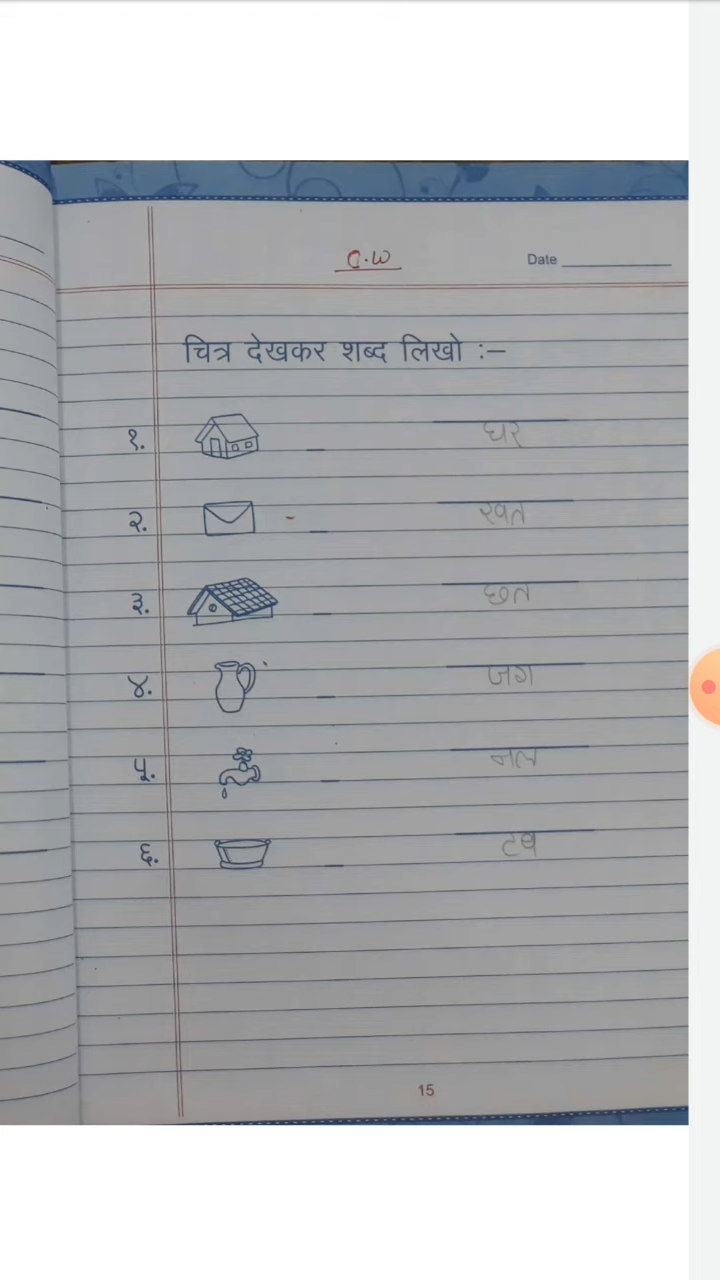 C.W
Date
चित्र देखकर शब्द लिखो :—
१. - घर
२. - खत
३. - छत
४. - जग
५. - नल
६. - टब
15